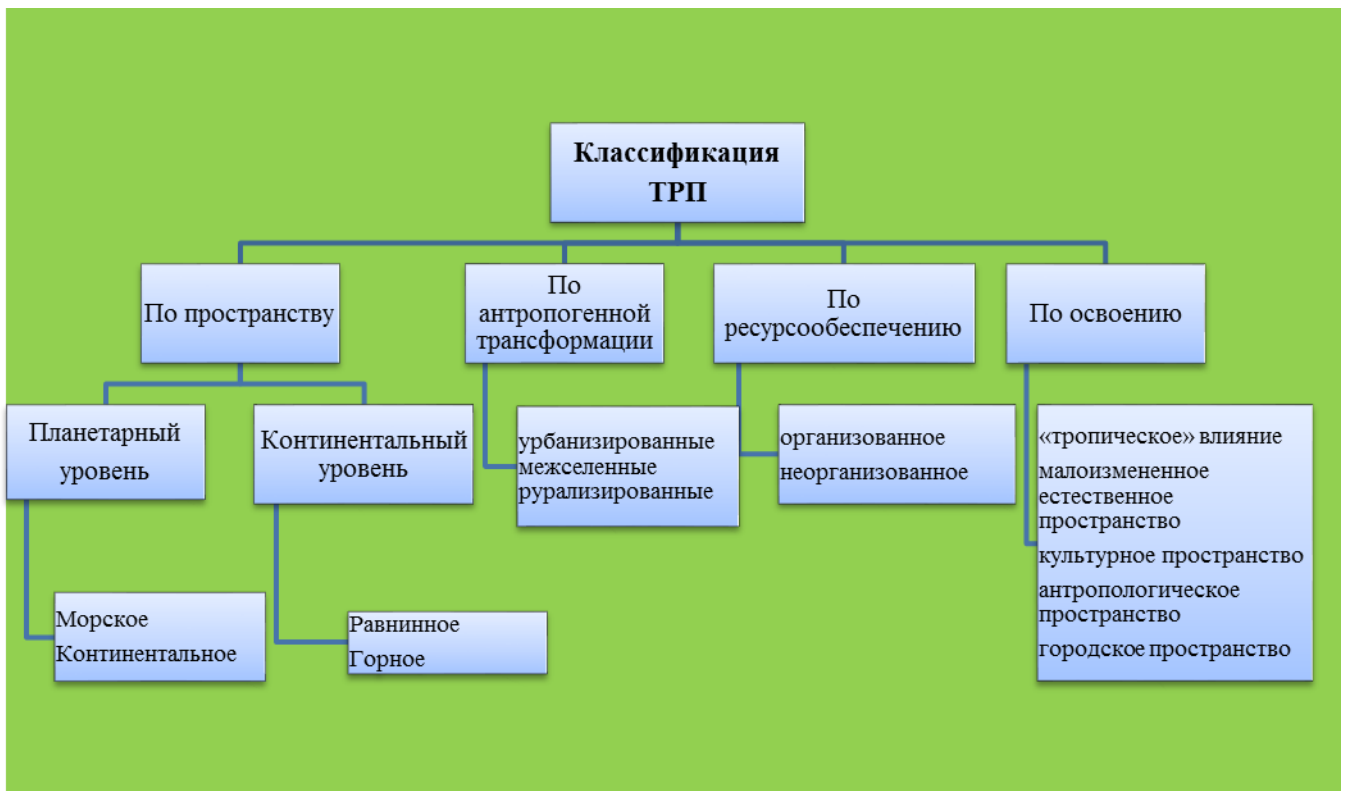 Классификация
ТРП
По пространству
По
антропогенной
трансформации
По
ресурсообеспечению
По освоению
Планетарный
уровень
Континентальный
уровень
урбанизированные
межселенные
рурализированные
организованное
неорганизованное
«тропическое» влияние
малоизмененное
естественное
пространство
культурное пространство
антропологическое
пространство
городское пространство
Морское
Континентальное
Равнинное
Горное